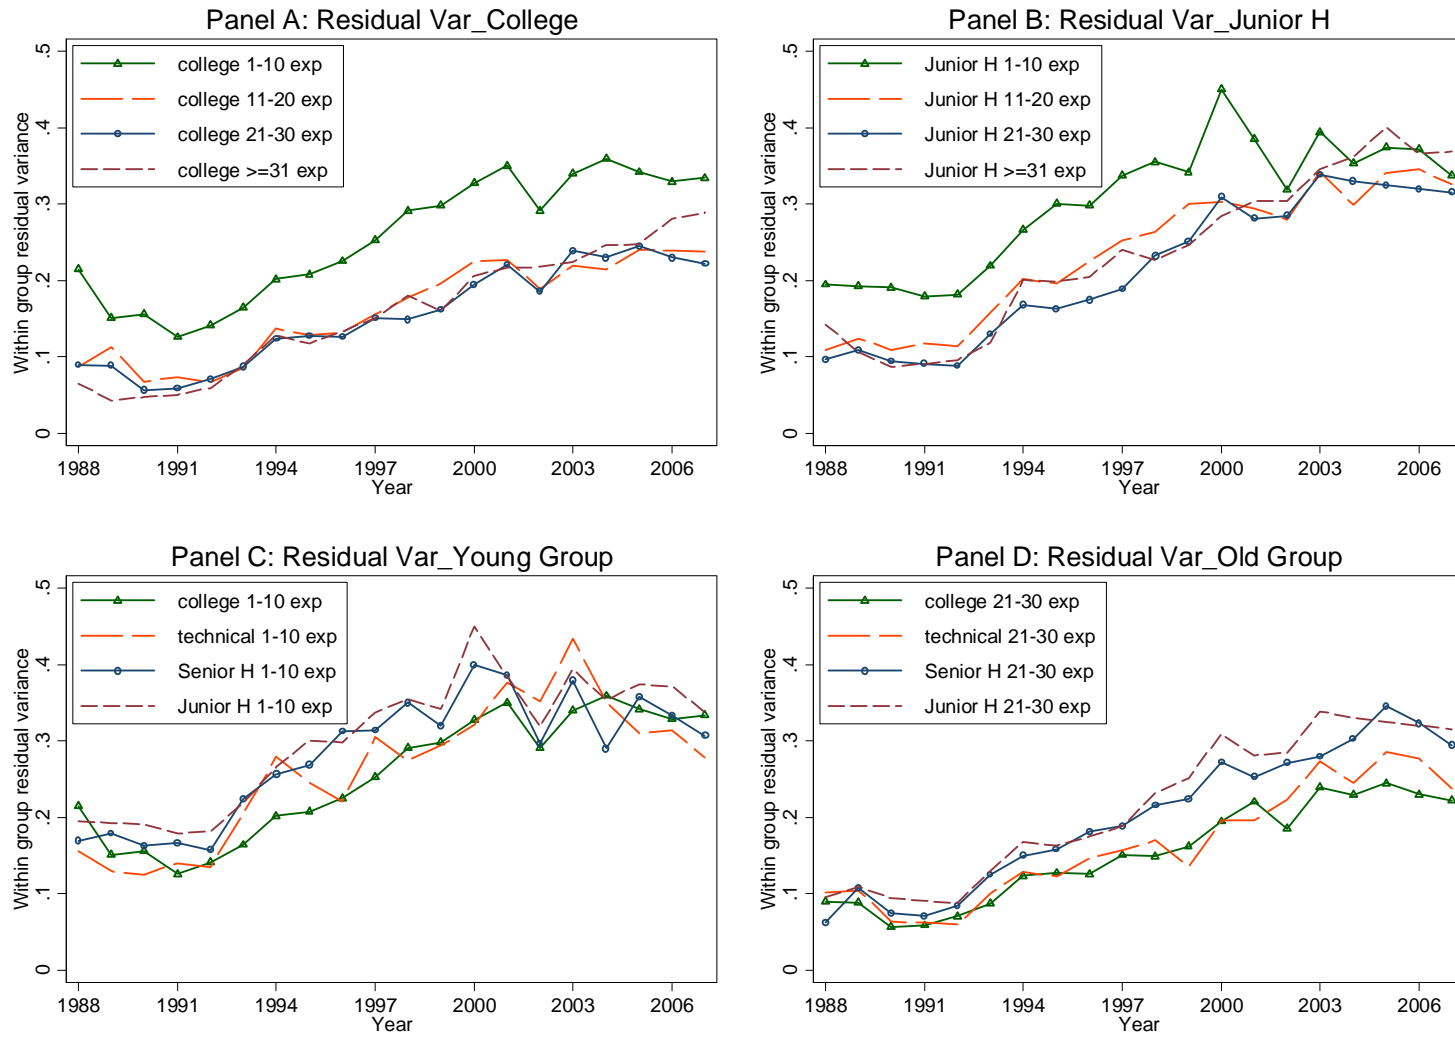 Panel A: Residual Var_College
Within group residual variance
.5
.4
.3
.2
.1
0
college 1-10 exp
college 11-20 exp
college 21-30 exp
college >=31 exp
1988 1991 1994 1997 2000 2003 2006
Year
Panel B: Residual Var_Junior H
Within group residual variance
.5
.4
.3
.2
.1
0
Junior H 1-10 exp
Junior H 11-20 exp
Junior H 21-30 exp
Junior H >=31 exp
1988 1991 1994 1997 2000 2003 2006
Year
Panel C: Residual Var_Young Group
Within group residual variance
.5
.4
.3
.2
.1
0
college 1-10 exp
technical 1-10 exp
Senior H 1-10 exp
Junior H 1-10 exp
1988 1991 1994 1997 2000 2003 2006
Year
Panel D: Residual Var_Old Group
Within group residual variance
.5
.4
.3
.2
.1
0
college 21-30 exp
technical 21-30 exp
Senior H 21-30 exp
Junior H 21-30 exp
1988 1991 1994 1997 2000 2003 2006
Year